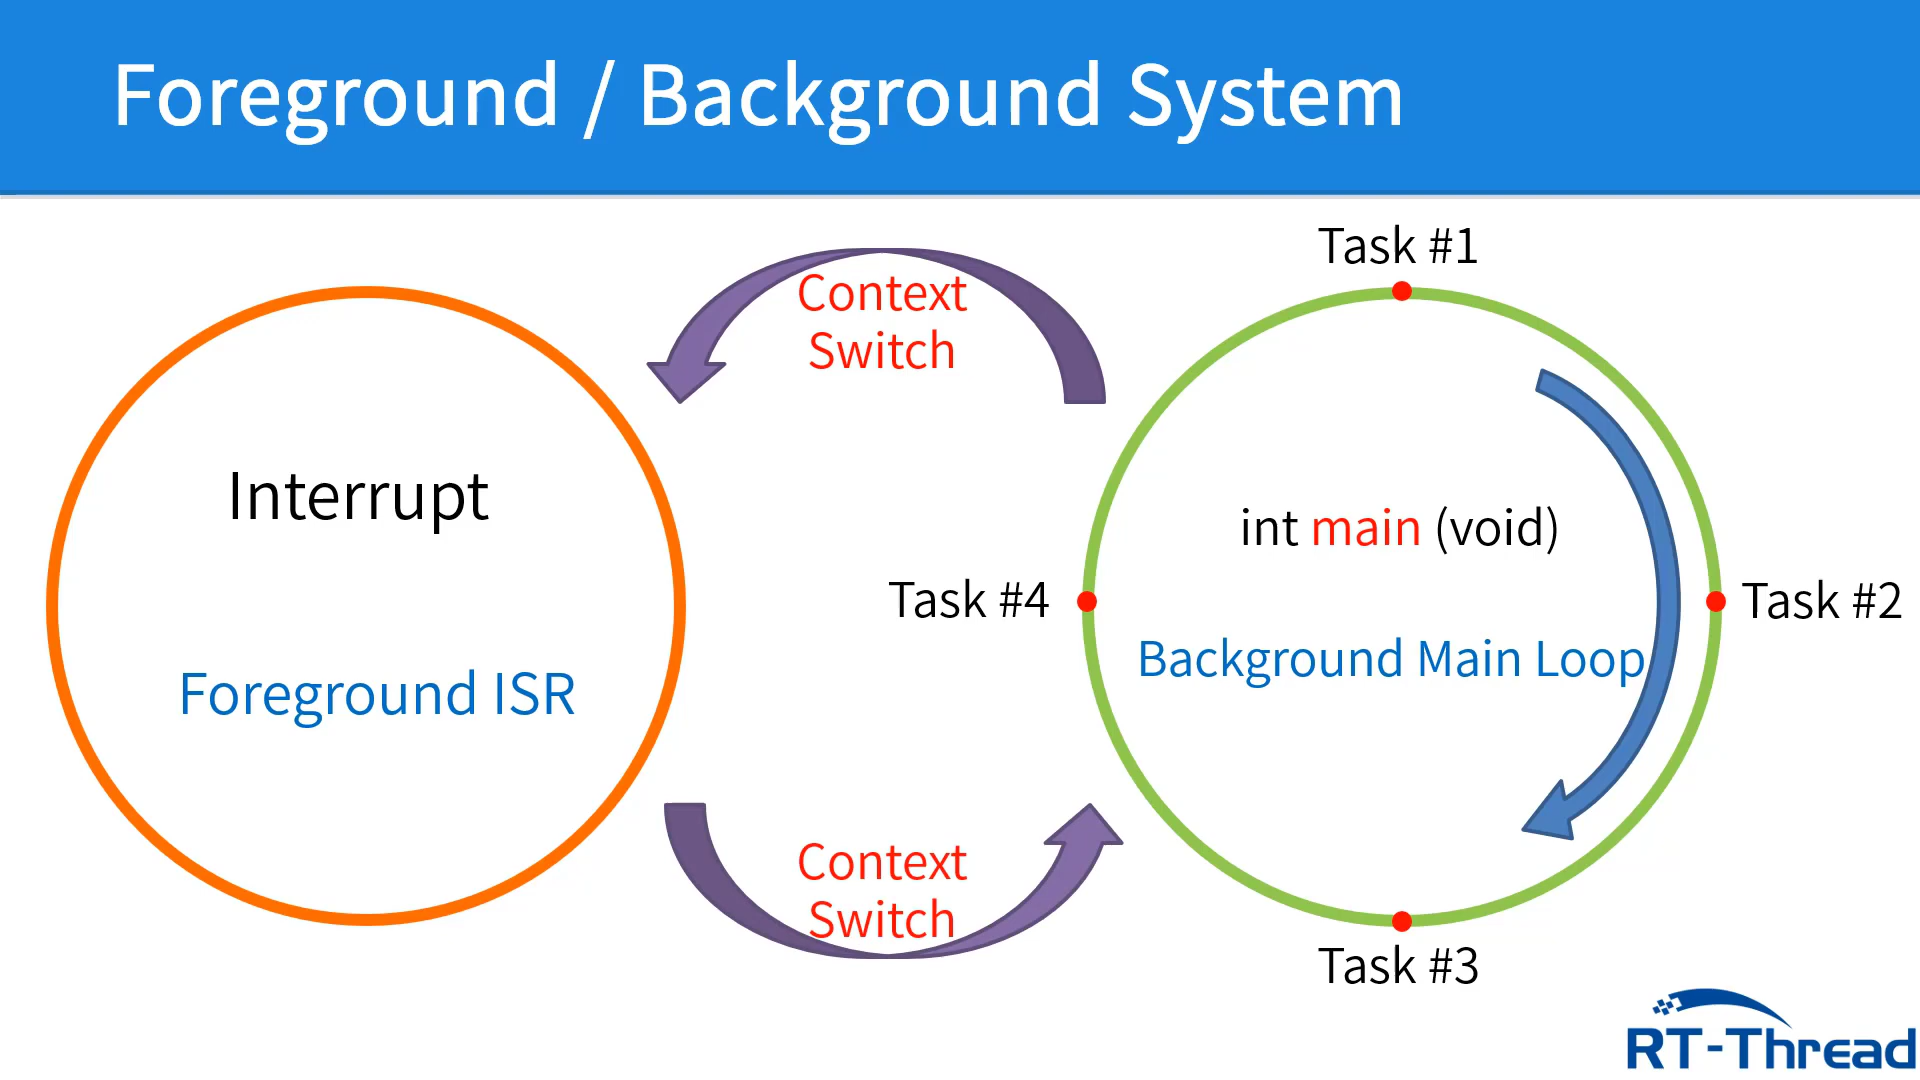 Foreground / Background System
Interrupt
Foreground ISR
Context
Switch
Context
Switch
Task #1
int main (void)
Task #4
Task #2
Background Main Loop
Task #3
RT-Thread